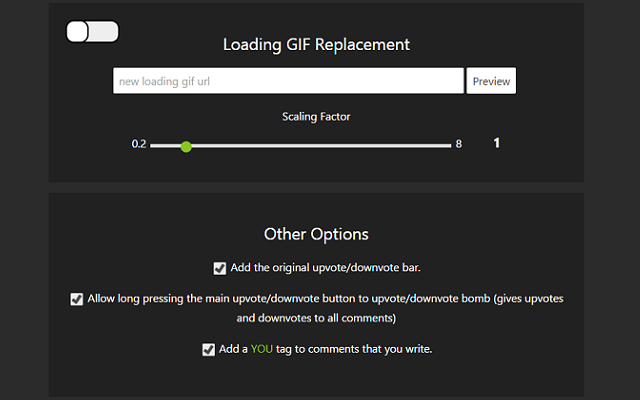 Loading GIF Replacement
new loading gif url
Preview
Scaling Factor
0.2
8
1
Other Options
Add the original upvote/downvote bar.
Allow long pressing the main upvote/downvote button to upvote/downvote bomb (gives upvotes
and downvotes to all comments)
Add a YOU tag to comments that you write.